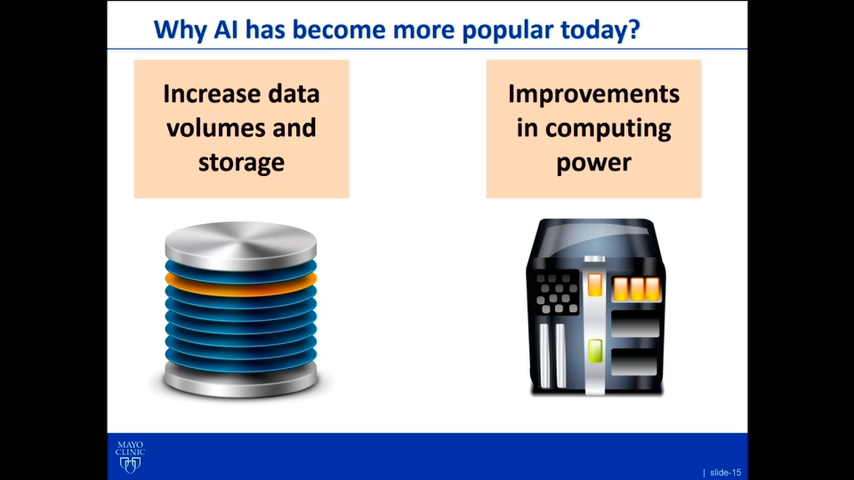 Why AI has become more popular today?
Increase data
volumes and
storage
Improvements
in computing
power
MAYO
CLINIC
| slide-15